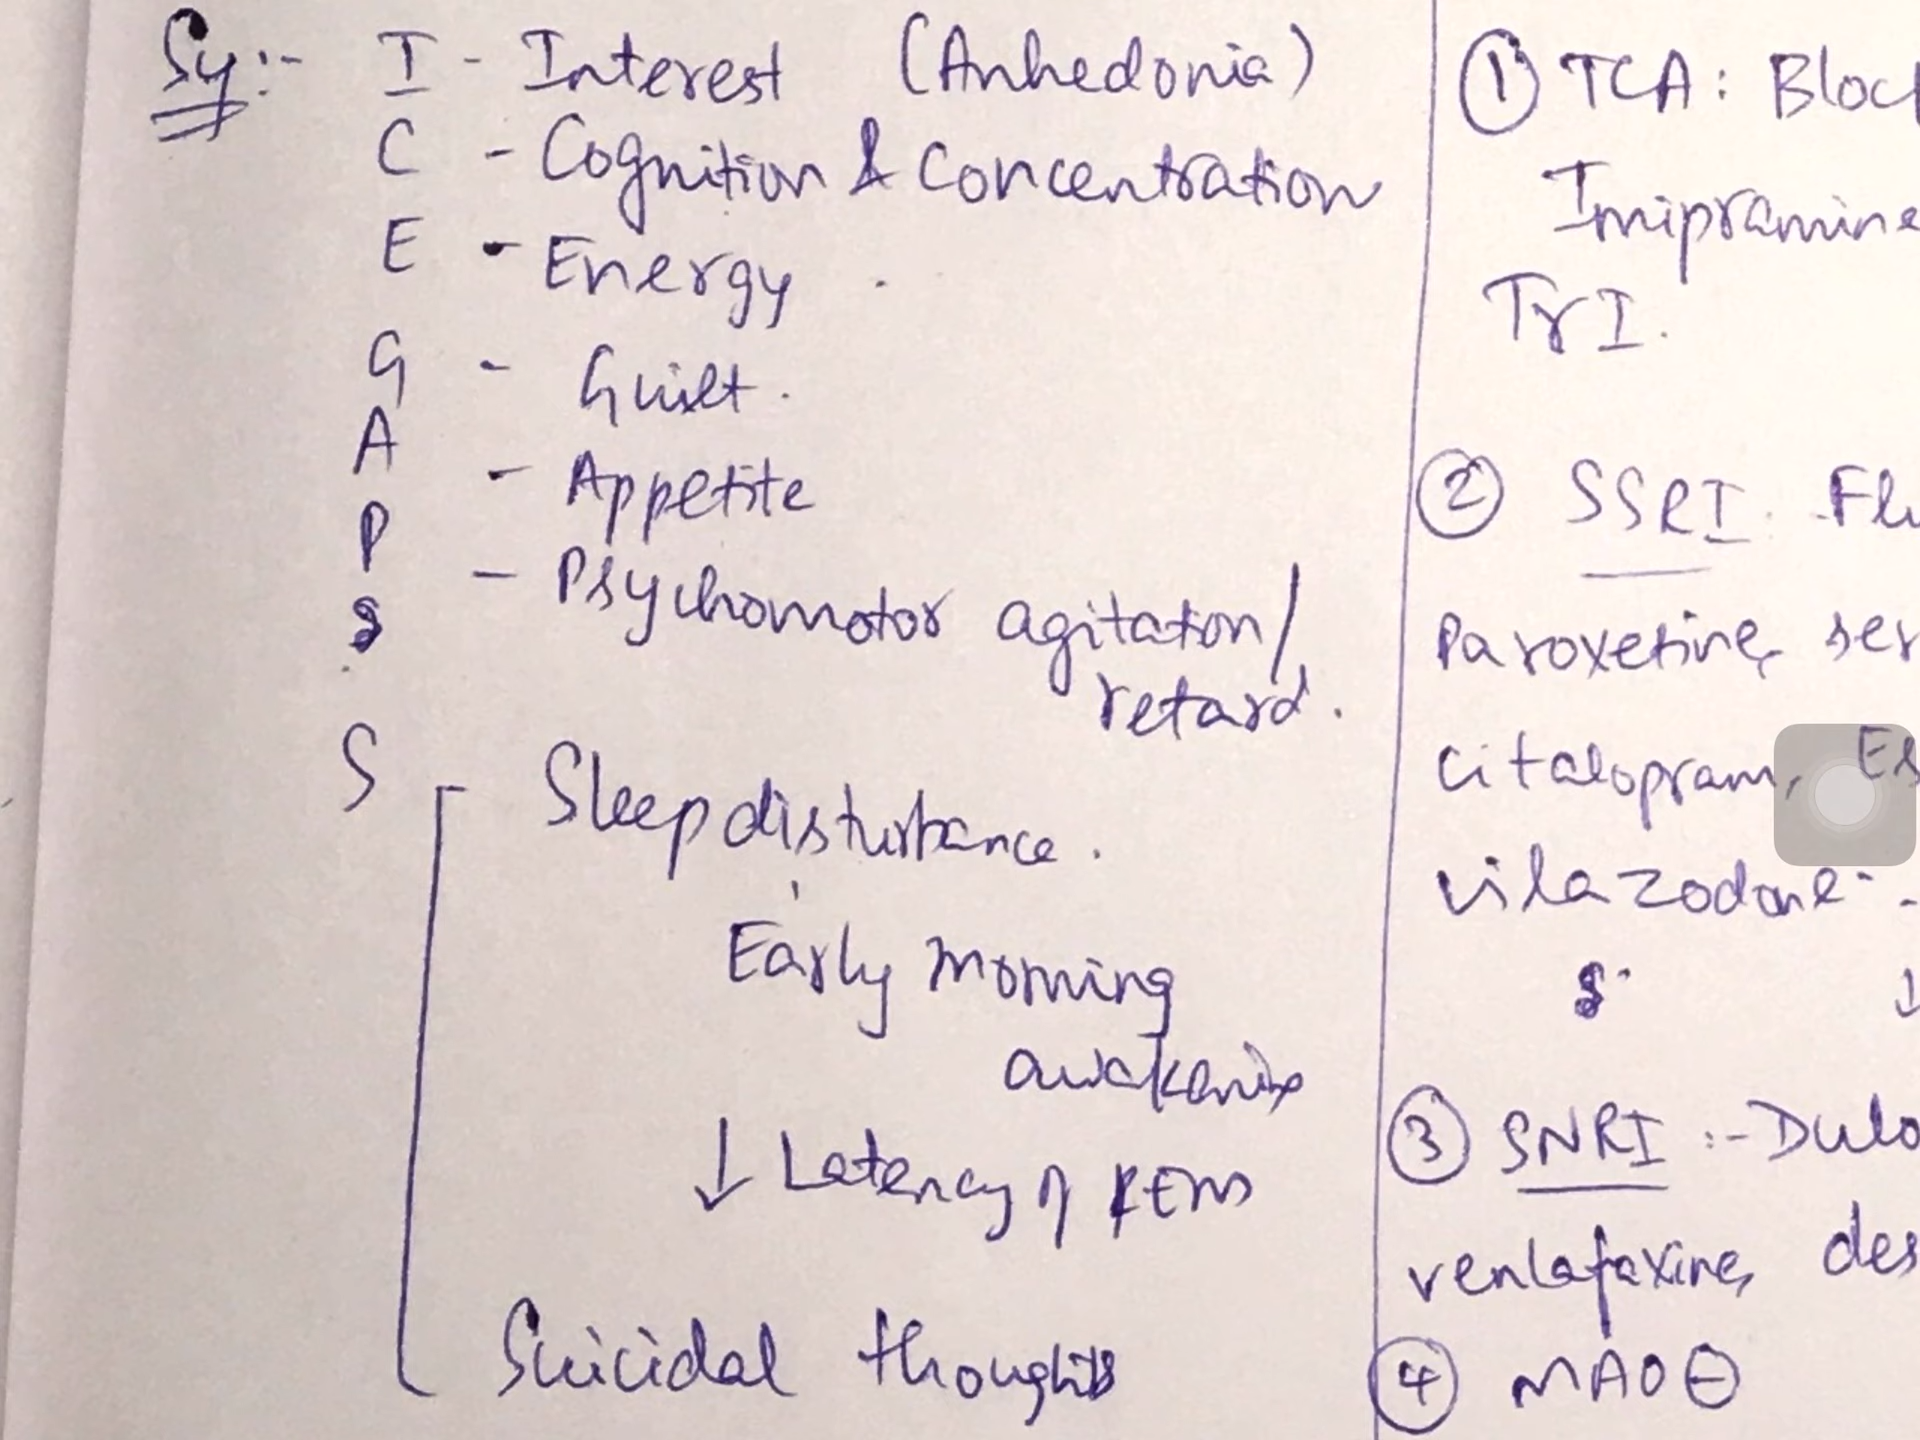 Sy:- I - Interest (Anhedonia)
C - Cognition & Concentration
E - Energy.
G - Guilt.
A - Appetite
P - Psychomotor agitation/
retard.
S
S Sleep disturbance.
Early morning
↓ Latency of REM
Suicidal thoughts
① TCA: Bloc
Imipramine
TrI.
② SSRI: Flu
Paroxetine, ser
citalopram, Es
vilazodone -
S. ↓
③ SNRI :- Dulo
venlafaxine, des
④ MAO ⊖